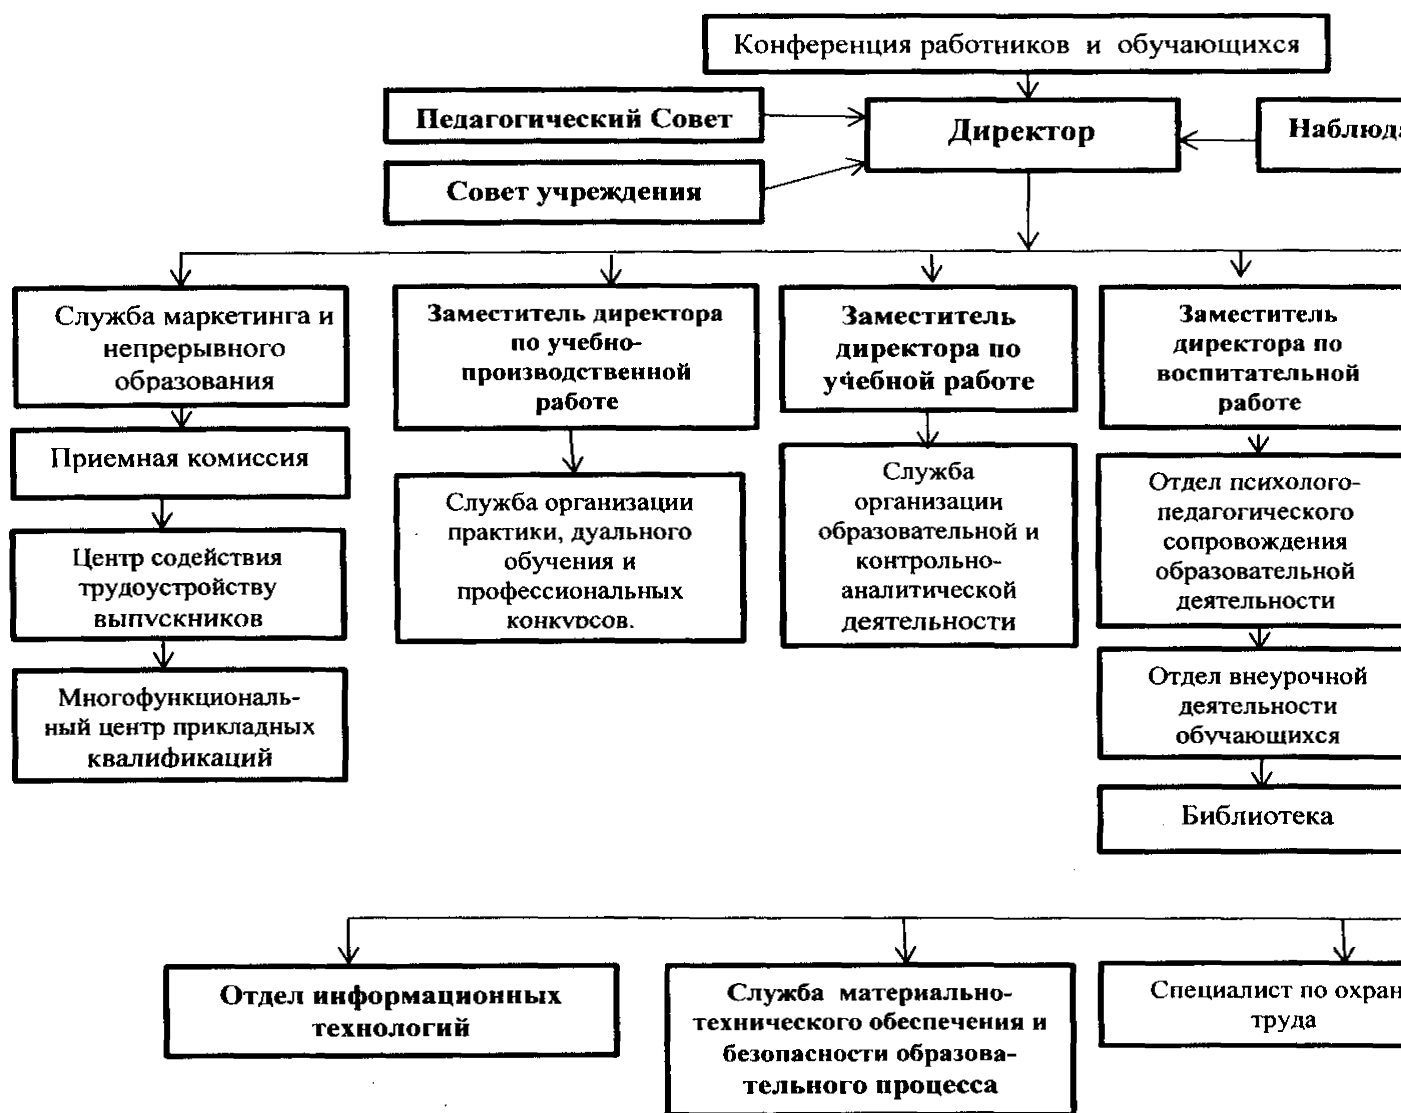 Конференция работников и обучающихся
Педагогический Совет
Директор
Совет учреждения
Служба маркетинга и
непрерывного
образования
Заместитель директора
по учебно-
производственной
работе
Заместитель
директора по
учебной работе
Заместитель
директора по
воспитательной
работе
Приемная комиссия
Центр содействия
трудоустройству
выпускников
Многофункциональ-
ный центр прикладных
квалификаций
Служба организации
практики, дуального
обучения и
профессиональных
конкурсов.
Служба
организации
образовательной и
контрольно-
аналитической
деятельности
Отдел психолого-
педагогического
сопровождения
образовательной
деятельности
Отдел внеурочной
деятельности
обучающихся
Библиотека
Отдел информационных
технологий
Служба материально-
технического обеспечения и
безопасности образова-
тельного процесса
Специалист по
труда